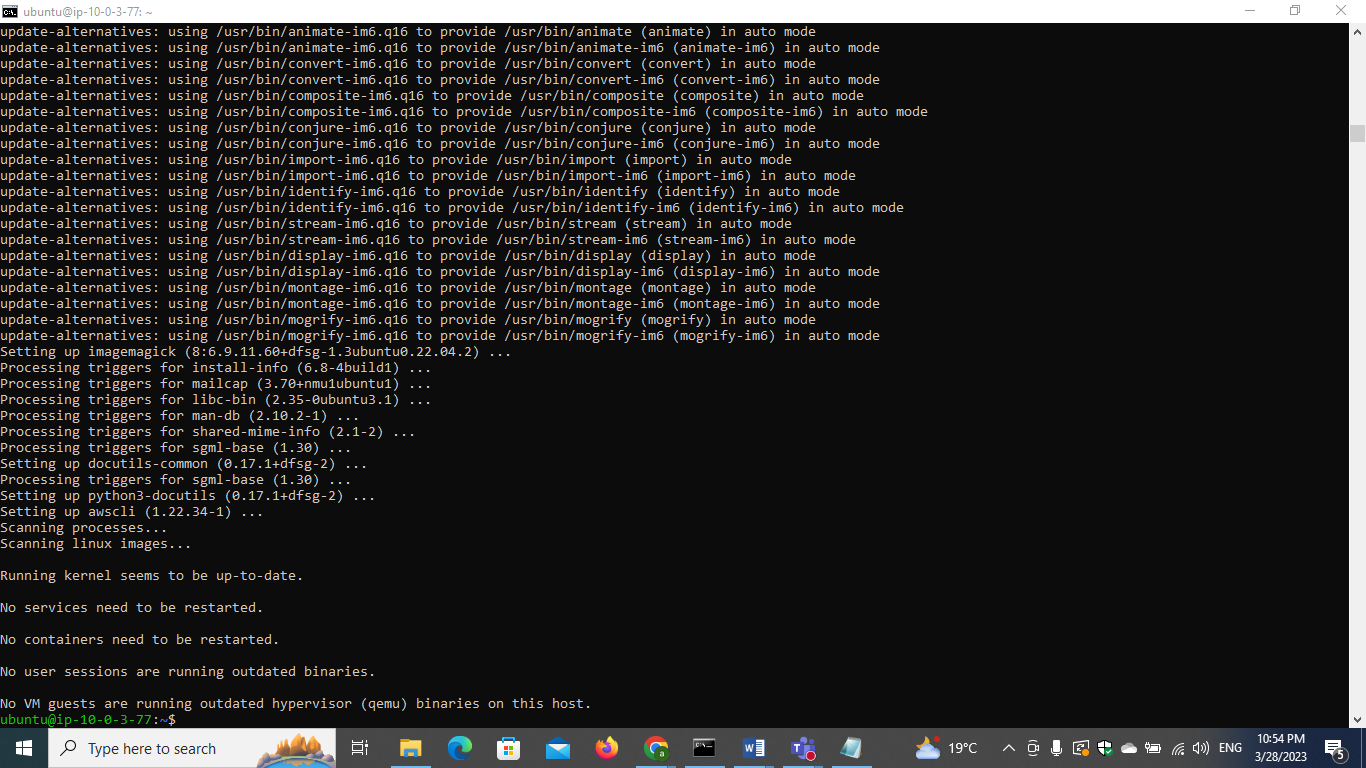 ubuntu@ip-10-0-3-77: ~
update-alternatives: using /usr/bin/animate-im6.q16 to provide /usr/bin/animate (animate) in auto mode
update-alternatives: using /usr/bin/animate-im6.q16 to provide /usr/bin/animate-im6 (animate-im6) in auto mode
update-alternatives: using /usr/bin/convert-im6.q16 to provide /usr/bin/convert (convert) in auto mode
update-alternatives: using /usr/bin/convert-im6.q16 to provide /usr/bin/convert-im6 (convert-im6) in auto mode
update-alternatives: using /usr/bin/composite-im6.q16 to provide /usr/bin/composite (composite) in auto mode
update-alternatives: using /usr/bin/composite-im6.q16 to provide /usr/bin/composite-im6 (composite-im6) in auto mode
update-alternatives: using /usr/bin/conjure-im6.q16 to provide /usr/bin/conjure (conjure) in auto mode
update-alternatives: using /usr/bin/conjure-im6.q16 to provide /usr/bin/conjure-im6 (conjure-im6) in auto mode
update-alternatives: using /usr/bin/import-im6.q16 to provide /usr/bin/import (import) in auto mode
update-alternatives: using /usr/bin/import-im6.q16 to provide /usr/bin/import-im6 (import-im6) in auto mode
update-alternatives: using /usr/bin/identify-im6.q16 to provide /usr/bin/identify (identify) in auto mode
update-alternatives: using /usr/bin/identify-im6.q16 to provide /usr/bin/identify-im6 (identify-im6) in auto mode
update-alternatives: using /usr/bin/stream-im6.q16 to provide /usr/bin/stream (stream) in auto mode
update-alternatives: using /usr/bin/stream-im6.q16 to provide /usr/bin/stream-im6 (stream-im6) in auto mode
update-alternatives: using /usr/bin/display-im6.q16 to provide /usr/bin/display (display) in auto mode
update-alternatives: using /usr/bin/display-im6.q16 to provide /usr/bin/display-im6 (display-im6) in auto mode
update-alternatives: using /usr/bin/montage-im6.q16 to provide /usr/bin/montage (montage) in auto mode
update-alternatives: using /usr/bin/montage-im6.q16 to provide /usr/bin/montage-im6 (montage-im6) in auto mode
update-alternatives: using /usr/bin/mogrify-im6.q16 to provide /usr/bin/mogrify (mogrify) in auto mode
update-alternatives: using /usr/bin/mogrify-im6.q16 to provide /usr/bin/mogrify-im6 (mogrify-im6) in auto mode
Setting up imagemagick (8:6.9.11.60+dfsg-1.3ubuntu0.22.04.2) ...
Processing triggers for install-info (6.8-4build1) ...
Processing triggers for mailcap (3.70+nmu1ubuntu1) ...
Processing triggers for libc-bin (2.35-0ubuntu3.1) ...
Processing triggers for man-db (2.10.2-1) ...
Processing triggers for shared-mime-info (2.1-2) ...
Processing triggers for sgml-base (1.30) ...
Setting up docutils-common (0.17.1+dfsg-2) ...
Processing triggers for sgml-base (1.30) ...
Setting up python3-docutils (0.17.1+dfsg-2) ...
Setting up awscli (1.22.34-1) ...
Scanning processes...
Scanning linux images...
Running kernel seems to be up-to-date.
No services need to be restarted.
No containers need to be restarted.
No user sessions are running outdated binaries.
No VM guests are running outdated hypervisor (qemu) binaries on this host.
ubuntu@ip-10-0-3-77:~$
Type here to search
19°C
ENG
10:54 PM
3/28/2023
5